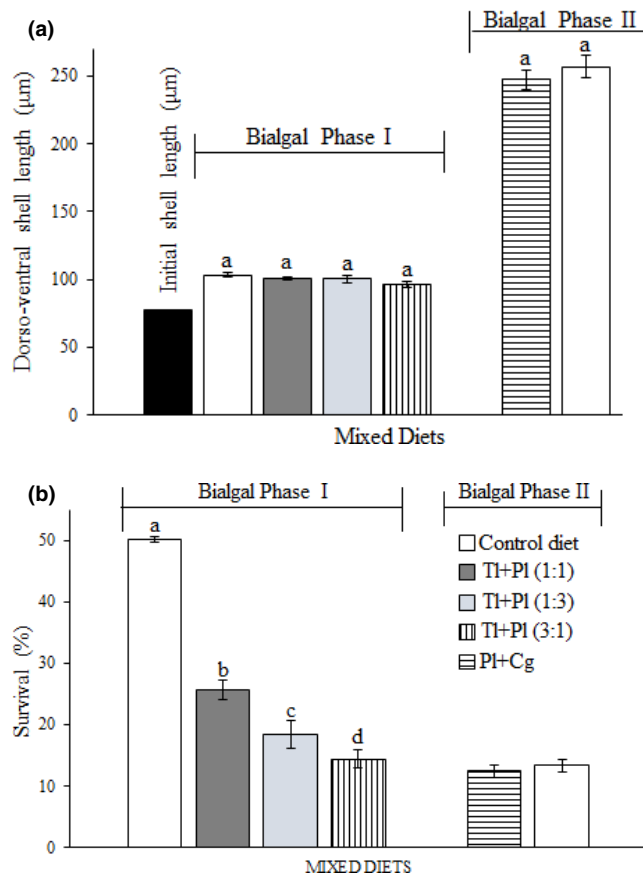 (a)
Bialgal Phase II
Dorso-ventral shell length (µm)
250
200
150
100
50
0
Initial shell length (µm)
Bialgal Phase I
a
a
a
a
a
a
Mixed Diets
(b)
Bialgal Phase I
Bialgal Phase II
Survival (%)
50
40
30
20
10
0
a
b
c
d
Control diet
Tl+Pl (1:1)
Tl+Pl (1:3)
Tl+Pl (3:1)
Pl+Cg
MIXED DIETS